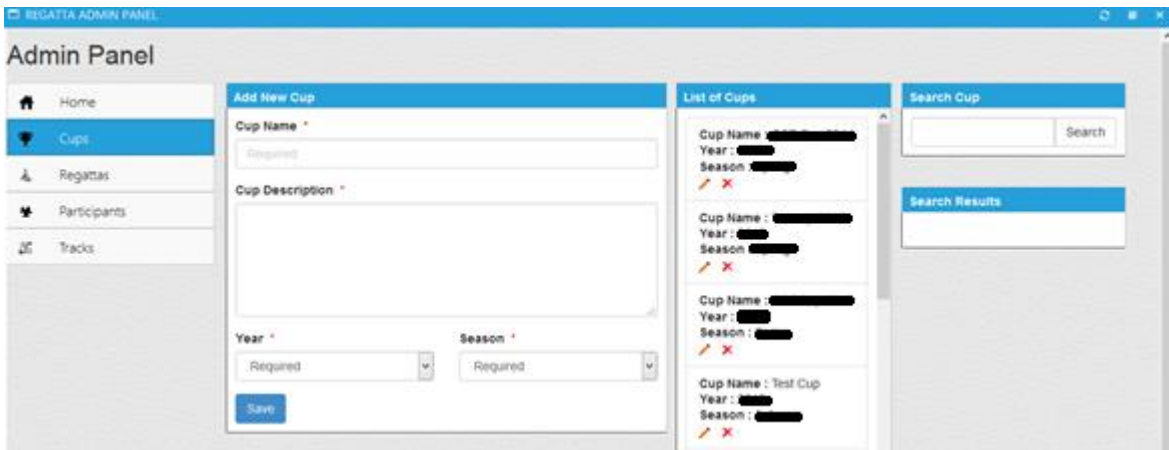 REGATTA ADMIN PANEL
Admin Panel
Home
Cups
Regattas
Participants
Tracks
Add New Cup
Cup Name *
Required
Cup Description *
Year *
Season *
Required
Required
Save
List of Cups
Cup Name :
Year :
Season :
Cup Name :
Year :
Season
Cup Name :
Year :
Season :
Cup Name : Test Cup
Year :
Season :
Search Cup
Search
Search Results